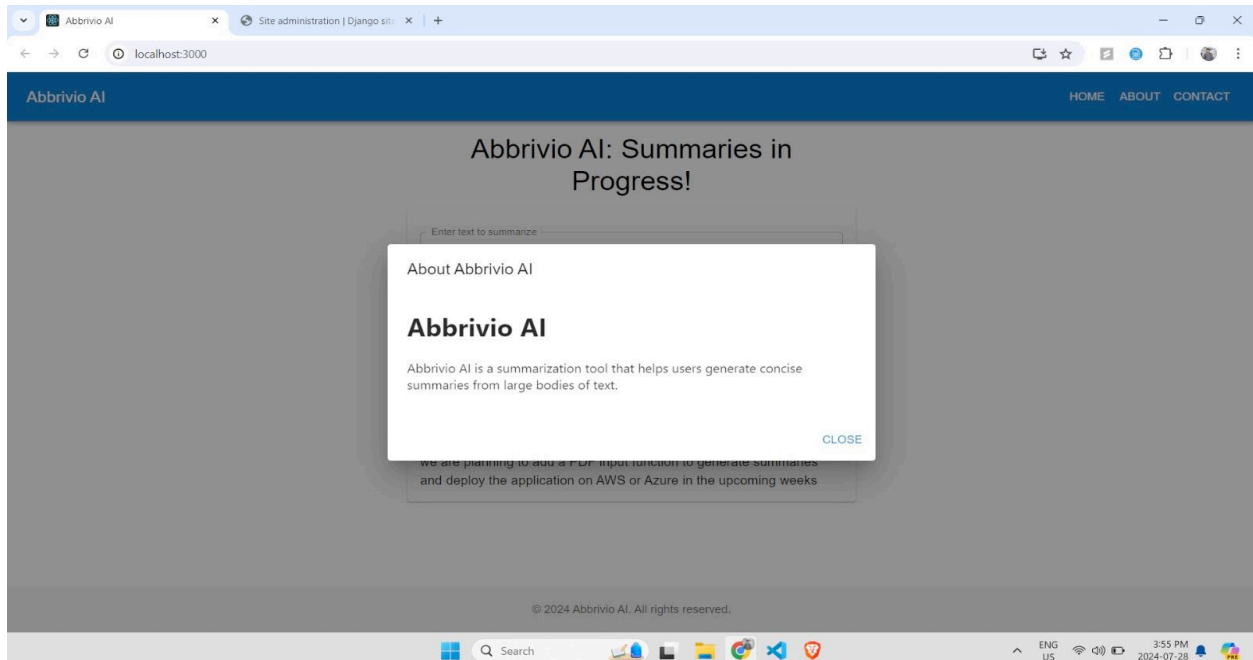 Abbrivio AI
Site administration | Django sit
localhost:3000
Abbrivio AI
HOME ABOUT CONTACT
Abbrivio AI: Summaries in
Progress!
Enter text to summarize
About Abbrivio AI
Abbrivio AI
Abbrivio AI is a summarization tool that helps users generate concise
summaries from large bodies of text.
CLOSE
we are planning to add a PDF input function to generate summaries
and deploy the application on AWS or Azure in the upcoming weeks
© 2024 Abbrivio AI. All rights reserved.
Search
ENG
US
3:55 PM
2024-07-28
PRE